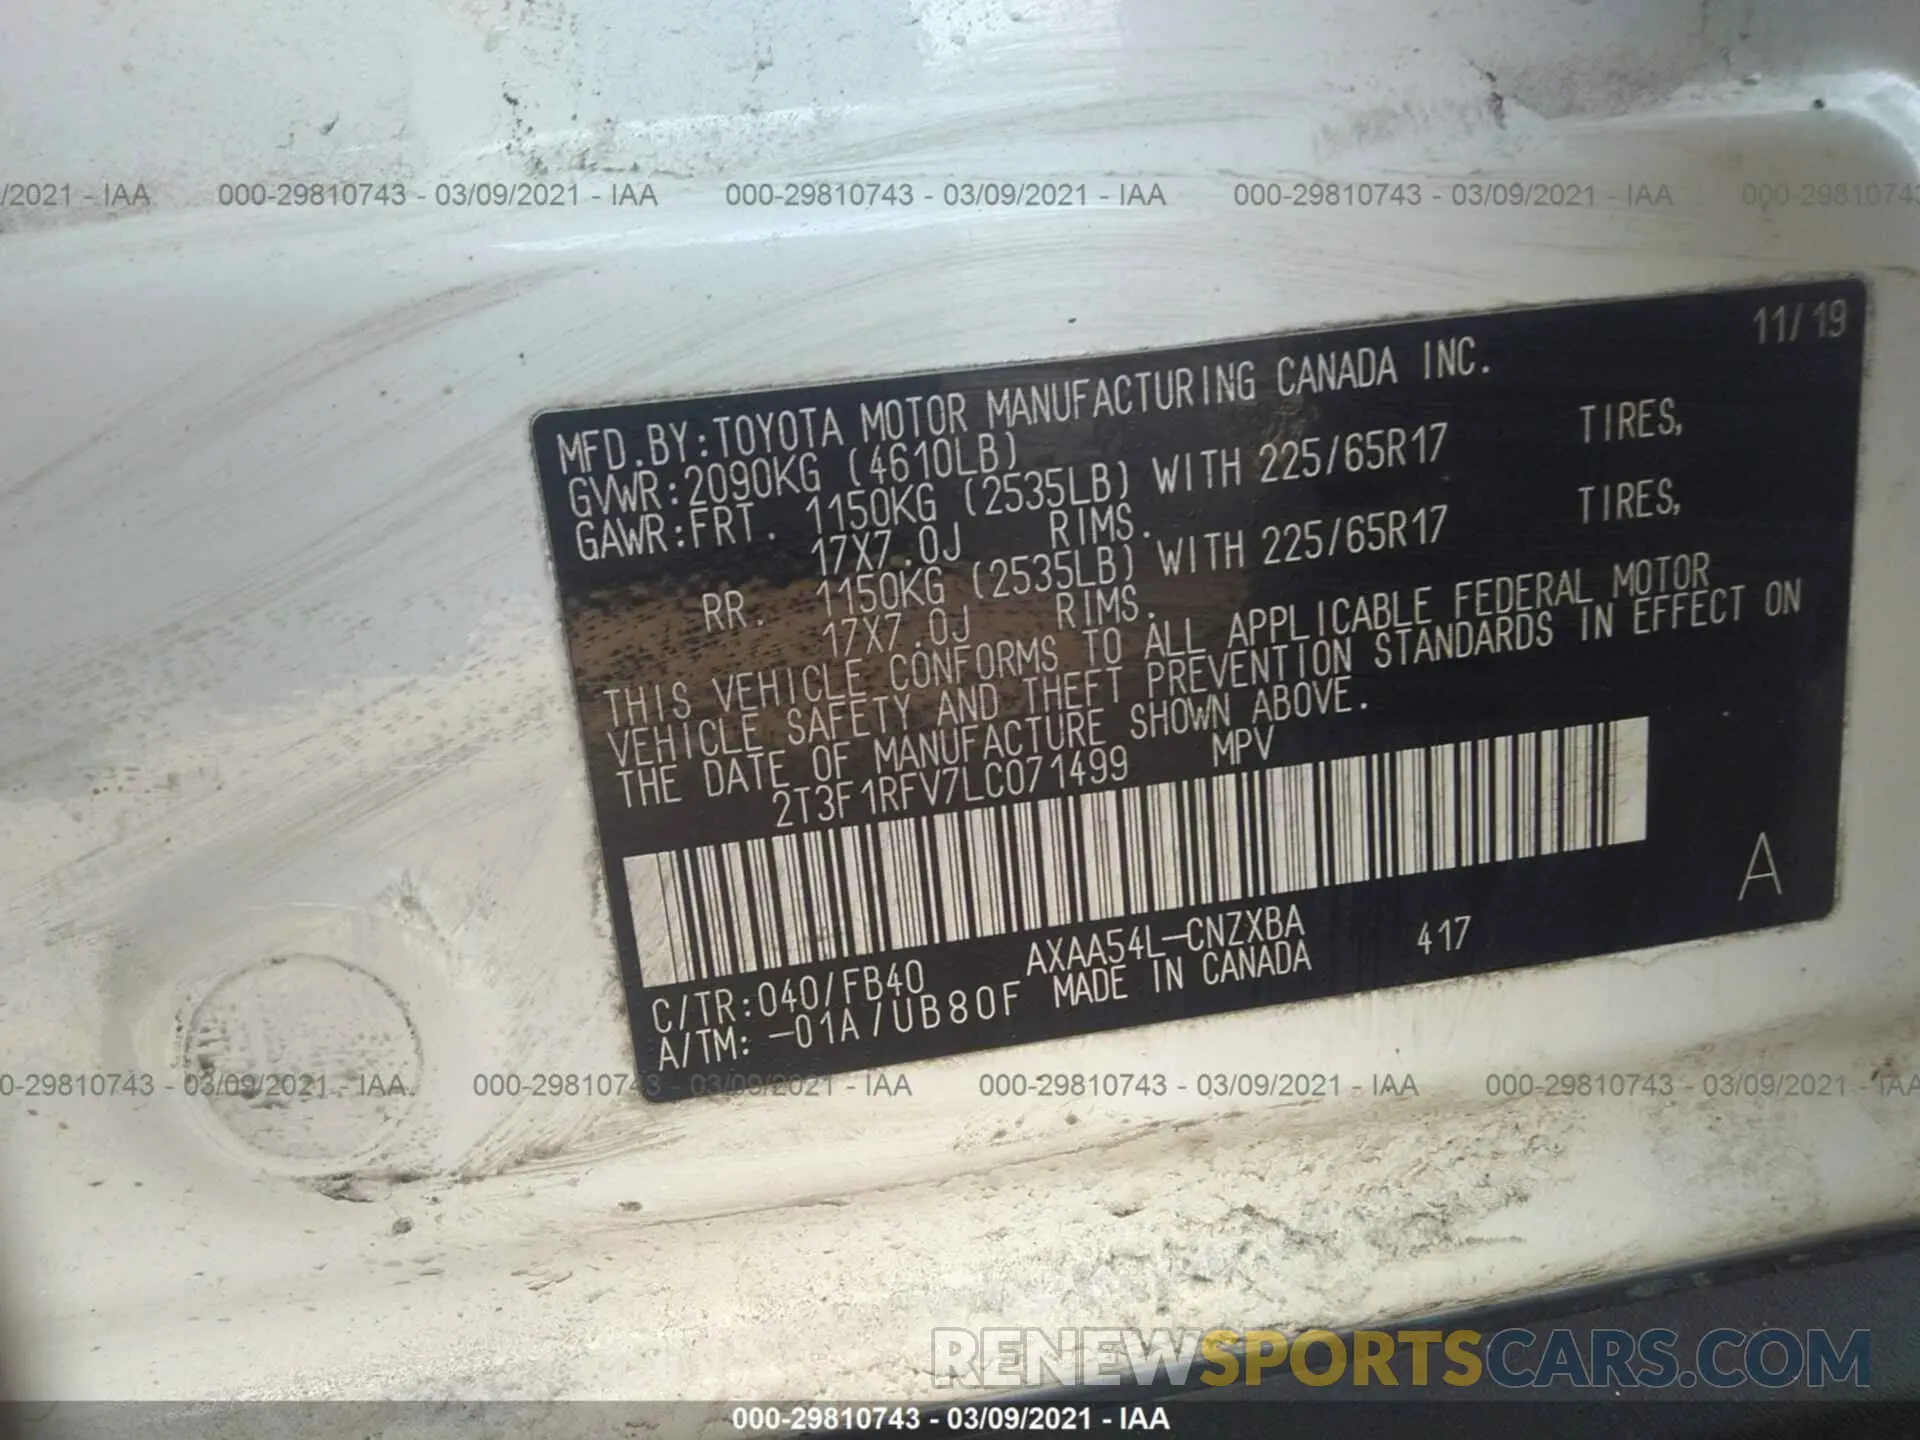 /2021 - IAA 000-29810743 - 03/09/2021 - IAA 000-29810743 - 03/09/2021 - IAA 000-29810743 - 03/09/2021 - IAA 000-29810743
11/19
MFD.BY:TOYOTA MOTOR MANUFACTURING CANADA INC.
GVWR:2090KG (4610LB)
GAWR:FRT. 1150KG (2535LB) WITH 225/65R17 TIRES,
17X7.0J RIMS.
RR. 1150KG (2535LB) WITH 225/65R17 TIRES,
17X7.0J RIMS.
THIS VEHICLE CONFORMS TO ALL APPLICABLE FEDERAL MOTOR
VEHICLE SAFETY AND THEFT PREVENTION STANDARDS IN EFFECT ON
THE DATE OF MANUFACTURE SHOWN ABOVE.
2T3F1RFV7LC071499 MPV
A
AXAA54L-CNZXBA 417
C/TR:040/FB40 MADE IN CANADA
A/TM: -01A/UB80F
0-29810743 - 03/09/2021 - IAA 000-29810743 - 03/09/2021 - IAA 000-29810743 - 03/09/2021 - IAA 000-29810743 - 03/09/2021 - IAA
RENEWSPORTSCARS.COM
000-29810743 - 03/09/2021 - IAA